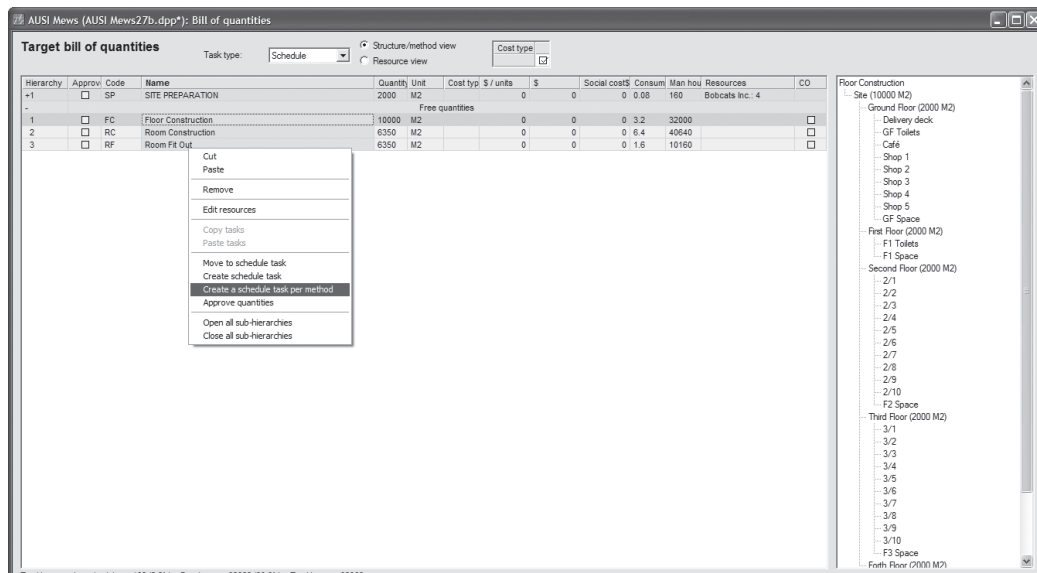 AUSI Mews (AUSI Mews27b.dpp*): Bill of quantities
Target bill of quantities
Task type: Schedule
Structure/method view
Resource view
Cost type
Hierarchy Approv Code Name Quantity Unit Cost typ $ / units $ Social cost$ Consum Man hou Resources CO
+1 SP SITE PREPARATION 2000 M2 0 0 0 0.08 160 Bobcats Inc.: 4
- Free quantities
1 FC Floor Construction 10000 M2 0 0 0 3.2 32000
2 RC Room Construction 6350 M2 0 0 0 6.4 40640
3 RF Room Fit Out 6350 M2 0 0 0 1.6 10160
Cut
Paste
Remove
Edit resources
Copy tasks
Paste tasks
Move to schedule task
Create schedule task
Create a schedule task per method
Approve quantities
Open all sub-hierarchies
Close all sub-hierarchies
Floor Construction
Site (10000 M2)
Ground Floor (2000 M2)
Delivery deck
GF Toilets
Café
Shop 1
Shop 2
Shop 3
Shop 4
Shop 5
GF Space
First Floor (2000 M2)
F1 Toilets
F1 Space
Second Floor (2000 M2)
2/1
2/2
2/3
2/4
2/5
2/6
2/7
2/8
2/9
2/10
F2 Space
Third Floor (2000 M2)
3/1
3/2
3/3
3/4
3/5
3/6
3/7
3/8
3/9
3/10
F3 Space
Forth Floor (2000 M2)